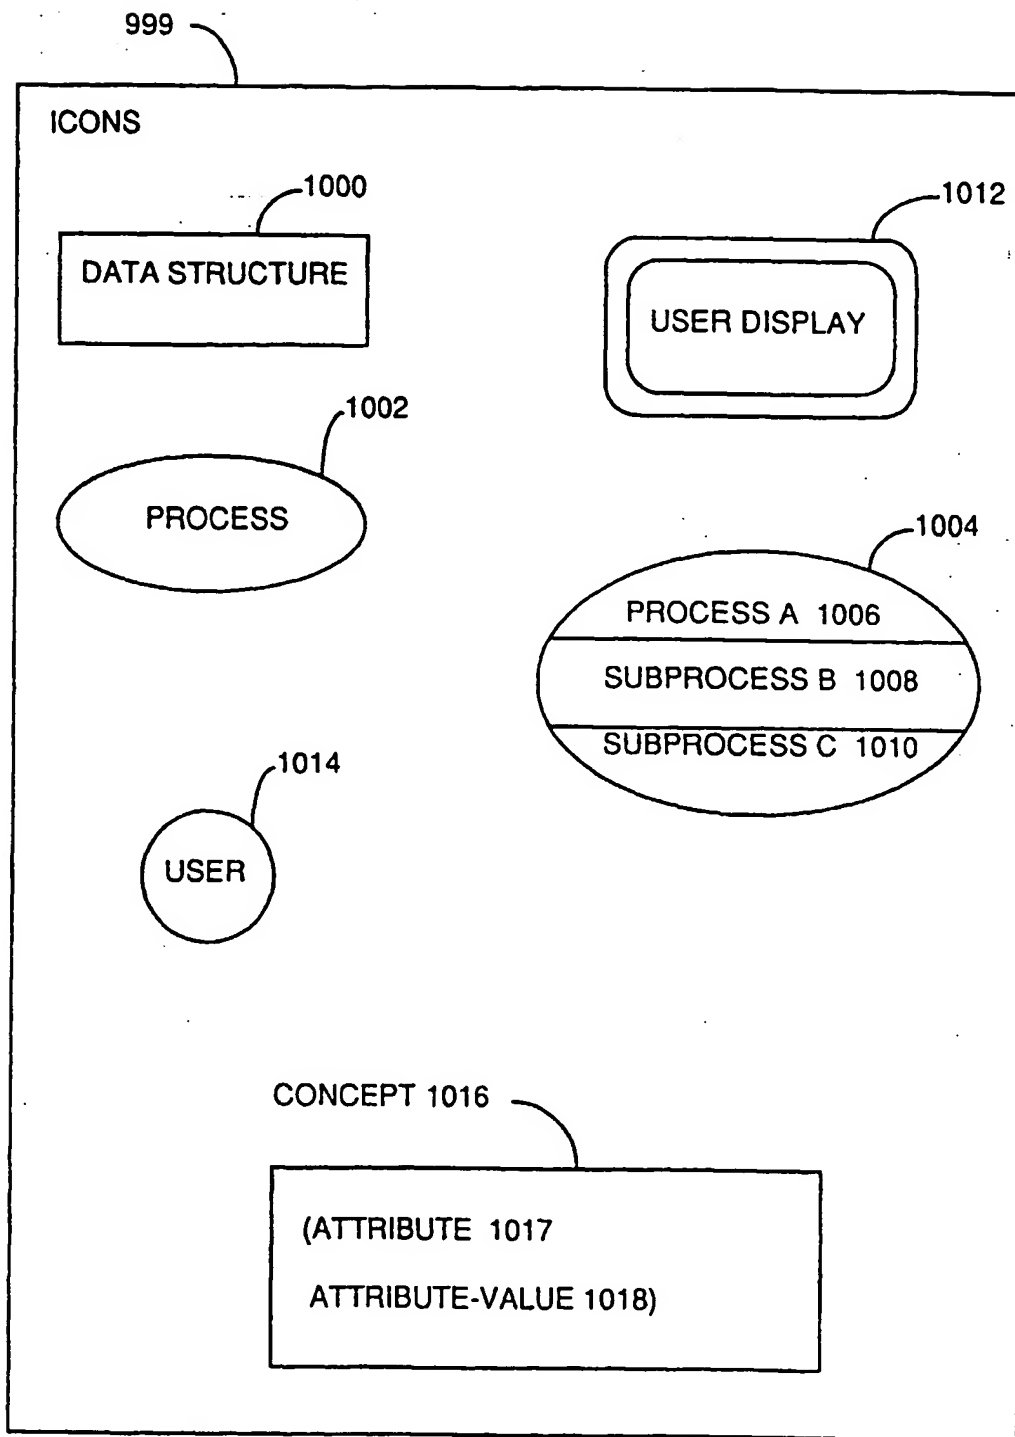 999
ICONS
1000
DATA STRUCTURE
1012
USER DISPLAY
1002
PROCESS
1004
PROCESS A 1006
SUBPROCESS B 1008
SUBPROCESS C 1010
1014
USER
CONCEPT 1016
(ATTRIBUTE 1017
ATTRIBUTE-VALUE 1018)